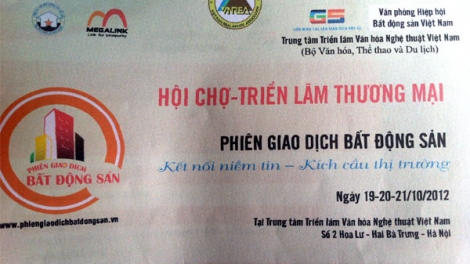 MEGALINK
GS
Văn phòng Hiệp hội
Bất động sản Việt Nam
Trung tâm Triển lãm Văn hóa Nghệ thuật Việt Nam
(Bộ Văn hóa, Thể thao và Du lịch)
HỘI CHỢ-TRIỂN LÃM THƯƠNG MẠI
PHIÊN GIAO DỊCH BẤT ĐỘNG SẢN
Kết nối niềm tin – Kích cầu thị trường
PHIÊN GIAO DỊCH
BẤT ĐỘNG SẢN
Ngày 19-20-21/10/2012
www.phiengiaodichbatdongsan.vn
Tại Trung tâm Triển lãm Văn hóa Nghệ thuật Việt Nam
Số 2 Hoa Lư - Hai Bà Trưng - Hà Nội